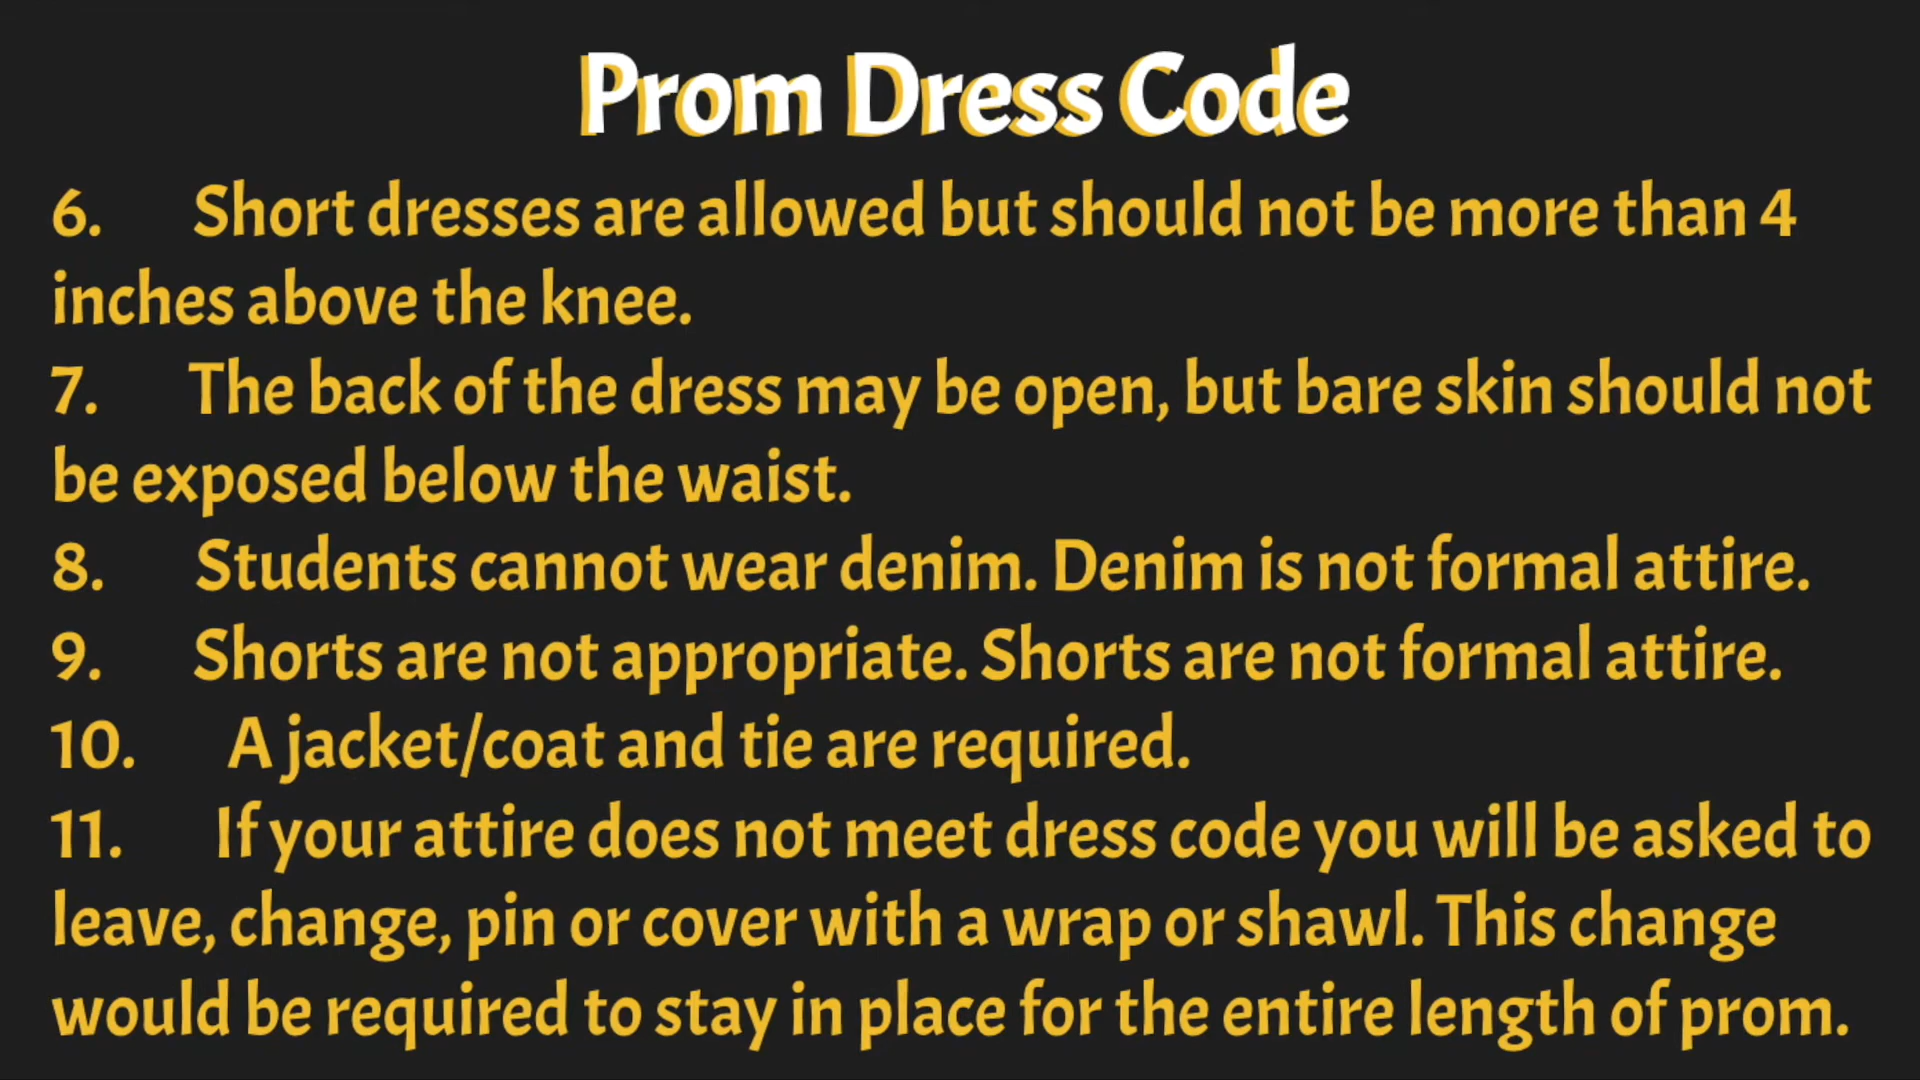 Prom Dress Code
6. Short dresses are allowed but should not be more than 4
inches above the knee.
7. The back of the dress may be open, but bare skin should not
be exposed below the waist.
8. Students cannot wear denim. Denim is not formal attire.
9. Shorts are not appropriate. Shorts are not formal attire.
10. A jacket/coat and tie are required.
11. If your attire does not meet dress code you will be asked to
leave, change, pin or cover with a wrap or shawl. This change
would be required to stay in place for the entire length of prom.